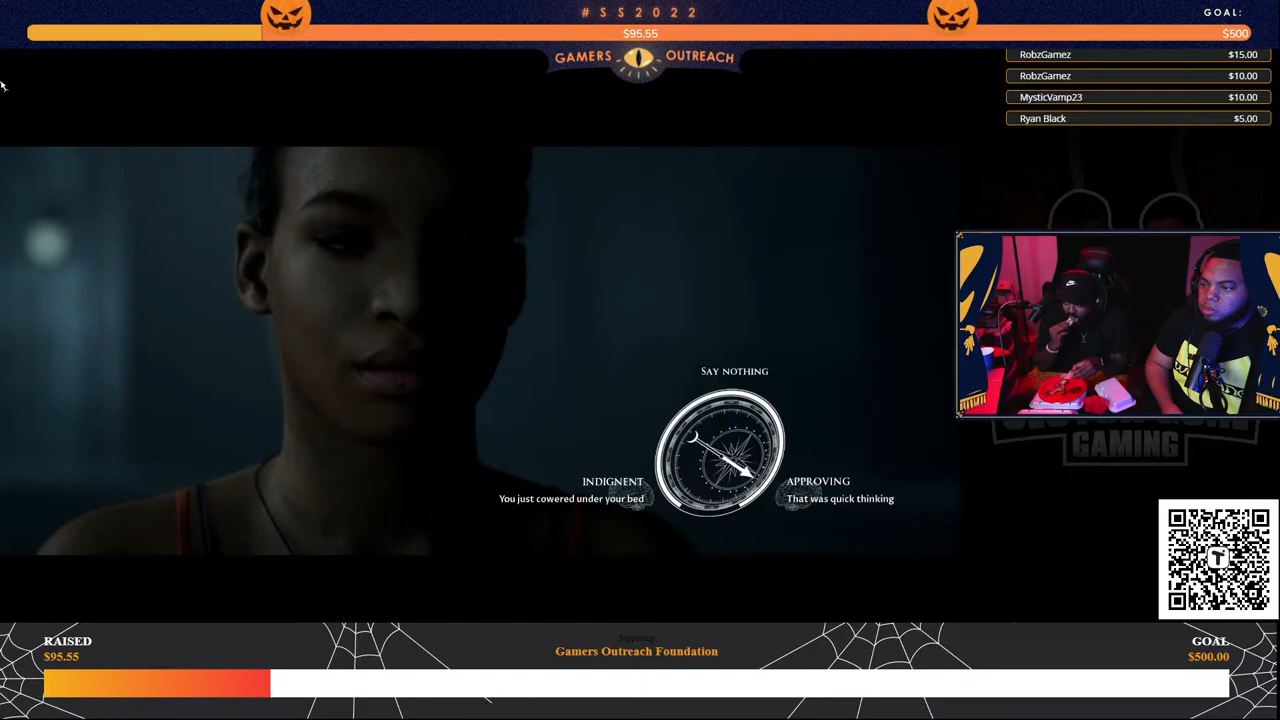 #SS2022
GOAL:
$95.55
$500
GAMERS OUTREACH
RobzGamez $15.00
RobzGamez $10.00
MysticVamp23 $10.00
Ryan Black $5.00
SAY NOTHING
INDIGNENT
You just cowered under your bed
APPROVING
That was quick thinking
GAMING
T
RAISED
$95.55
Supporting
Gamers Outreach Foundation
GOAL
$500.00